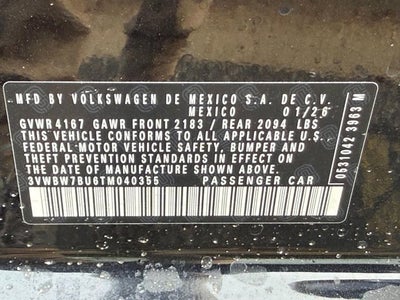 MFD BY VOLKSWAGEN DE MEXICO S.A. DE C.V.
MEXICO 01/26
GVWR 4167 GAWR FRONT 2183 / REAR 2094 LBS
THIS VEHICLE CONFORMS TO ALL APPLICABLE U.S.
FEDERAL MOTOR VEHICLE SAFETY, BUMPER AND
THEFT PREVENTION STANDARDS IN EFFECT ON THE
DATE OF MANUFACTURE SHOWN ABOVE.
3VWBW7BU6TM040355 PASSENGER CAR
0531042 3963 M